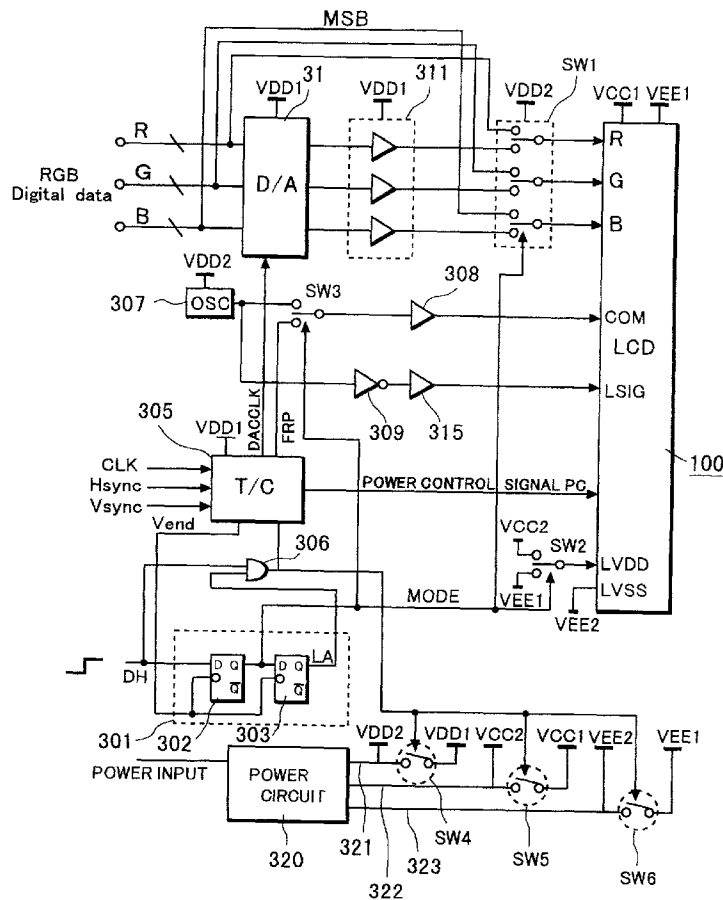 MSB
VDD1
31
VDD1
311
VDD2
SW1
VCC1
VEE1
R
R
RGB
Digital data
G
D/A
G
B
B
VDD2
307
OSC
SW3
308
COM
LCD
DACCLK
FRP
309
315
LSIG
305
VDD1
100
CLK
Hsync
Vsync
T/C
POWER CONTROL SIGNAL PC
Vend
306
VCC2
SW2
LVDD
LVSS
MODE
VEE1
VEE2
DH
D Q
Q
D Q
Q
LA
301
302
303
POWER INPUT
POWER
CIRCUIT
320
VDD2
VDD1
VCC2
VCC1
VEE2
VEE1
321
322
323
SW4
SW5
SW6